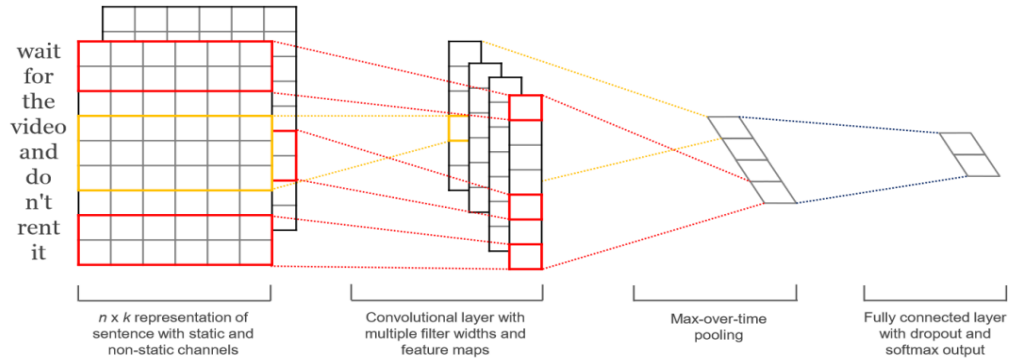 wait
for
the
video
and
do
n't
rent
it
n x k representation of
sentence with static and
non-static channels
Convolutional layer with
multiple filter widths and
feature maps
Max-over-time
pooling
Fully connected layer
with dropout and
softmax output